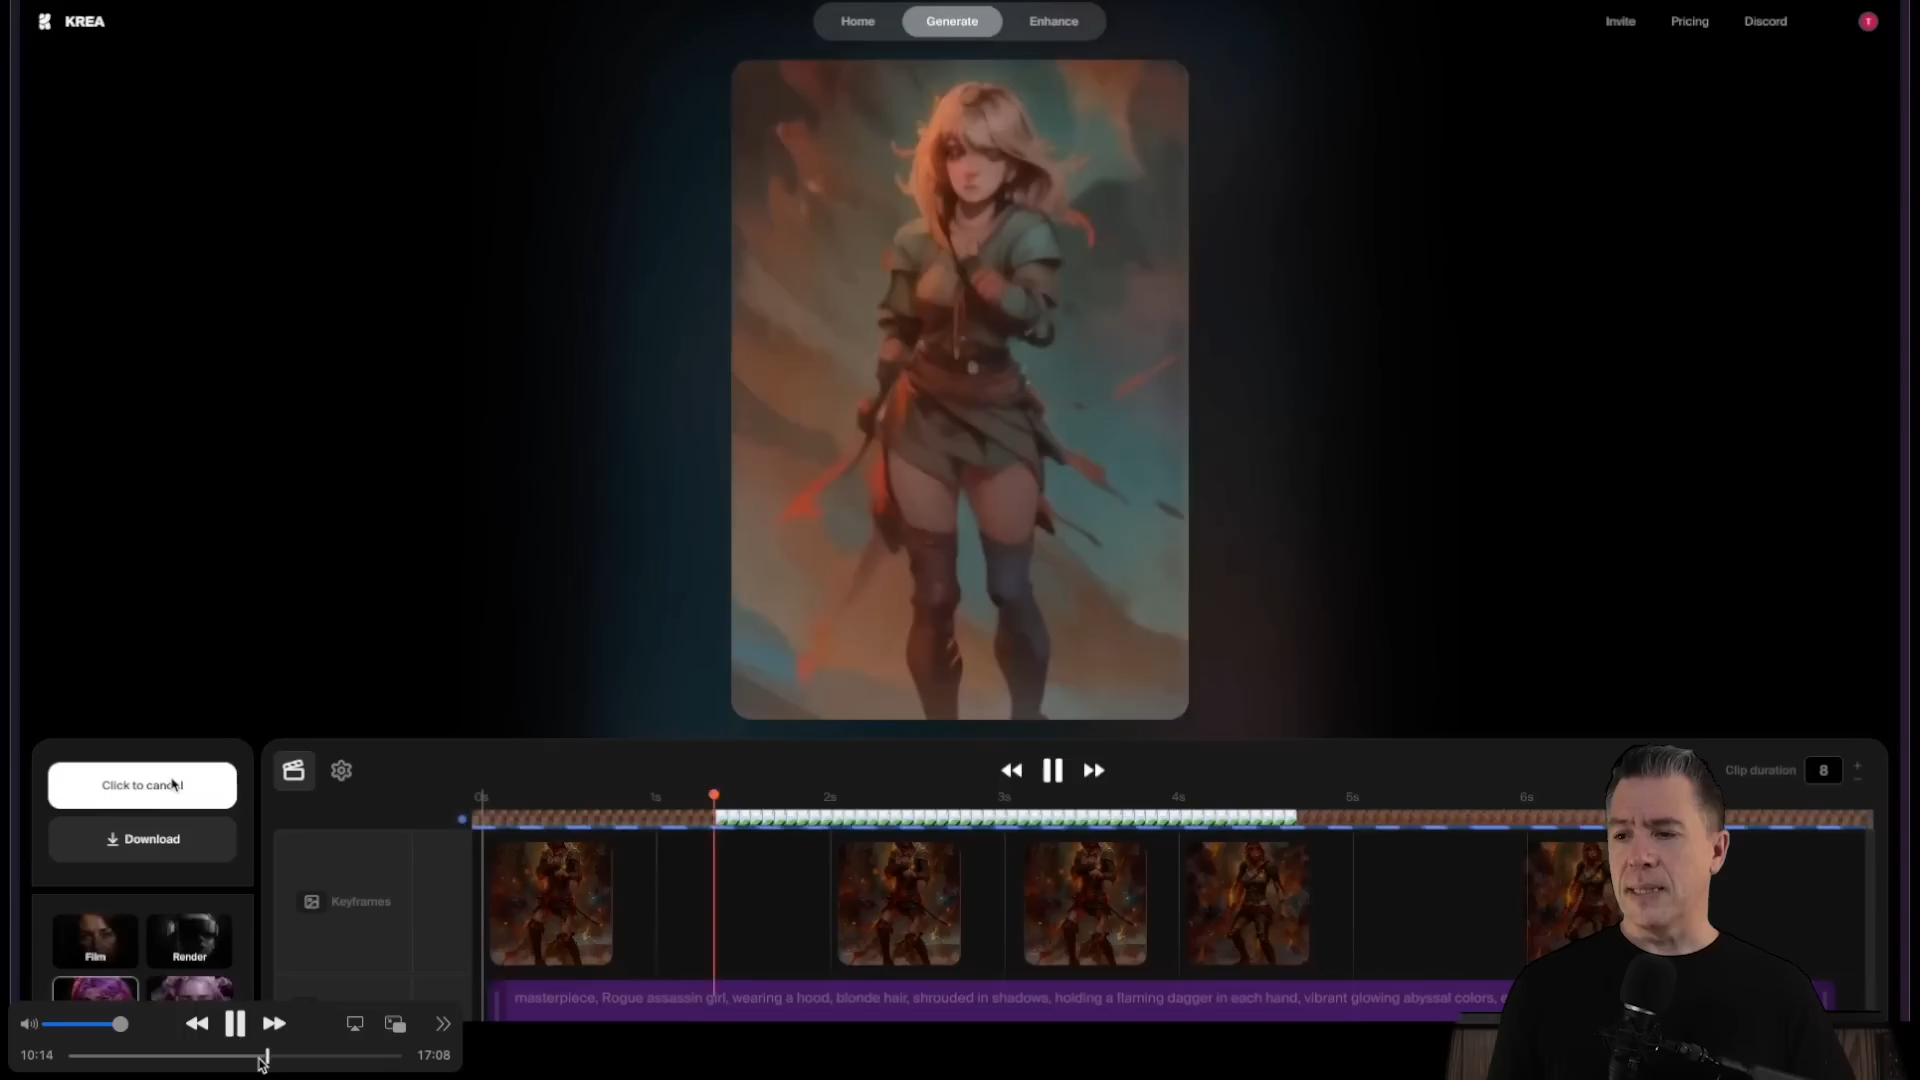 KREA
Home
Generate
Enhance
Invite
Pricing
Discord
T
Click to cancel
Download
Clip duration
8
0s
1s
2s
3s
4s
5s
6s
Keyframes
Film
Render
masterpiece, Rogue assassin girl, wearing a hood, blonde hair, shrouded in shadows, holding a flaming dagger in each hand, vibrant glowing abyssal colors,
10:14
17:08